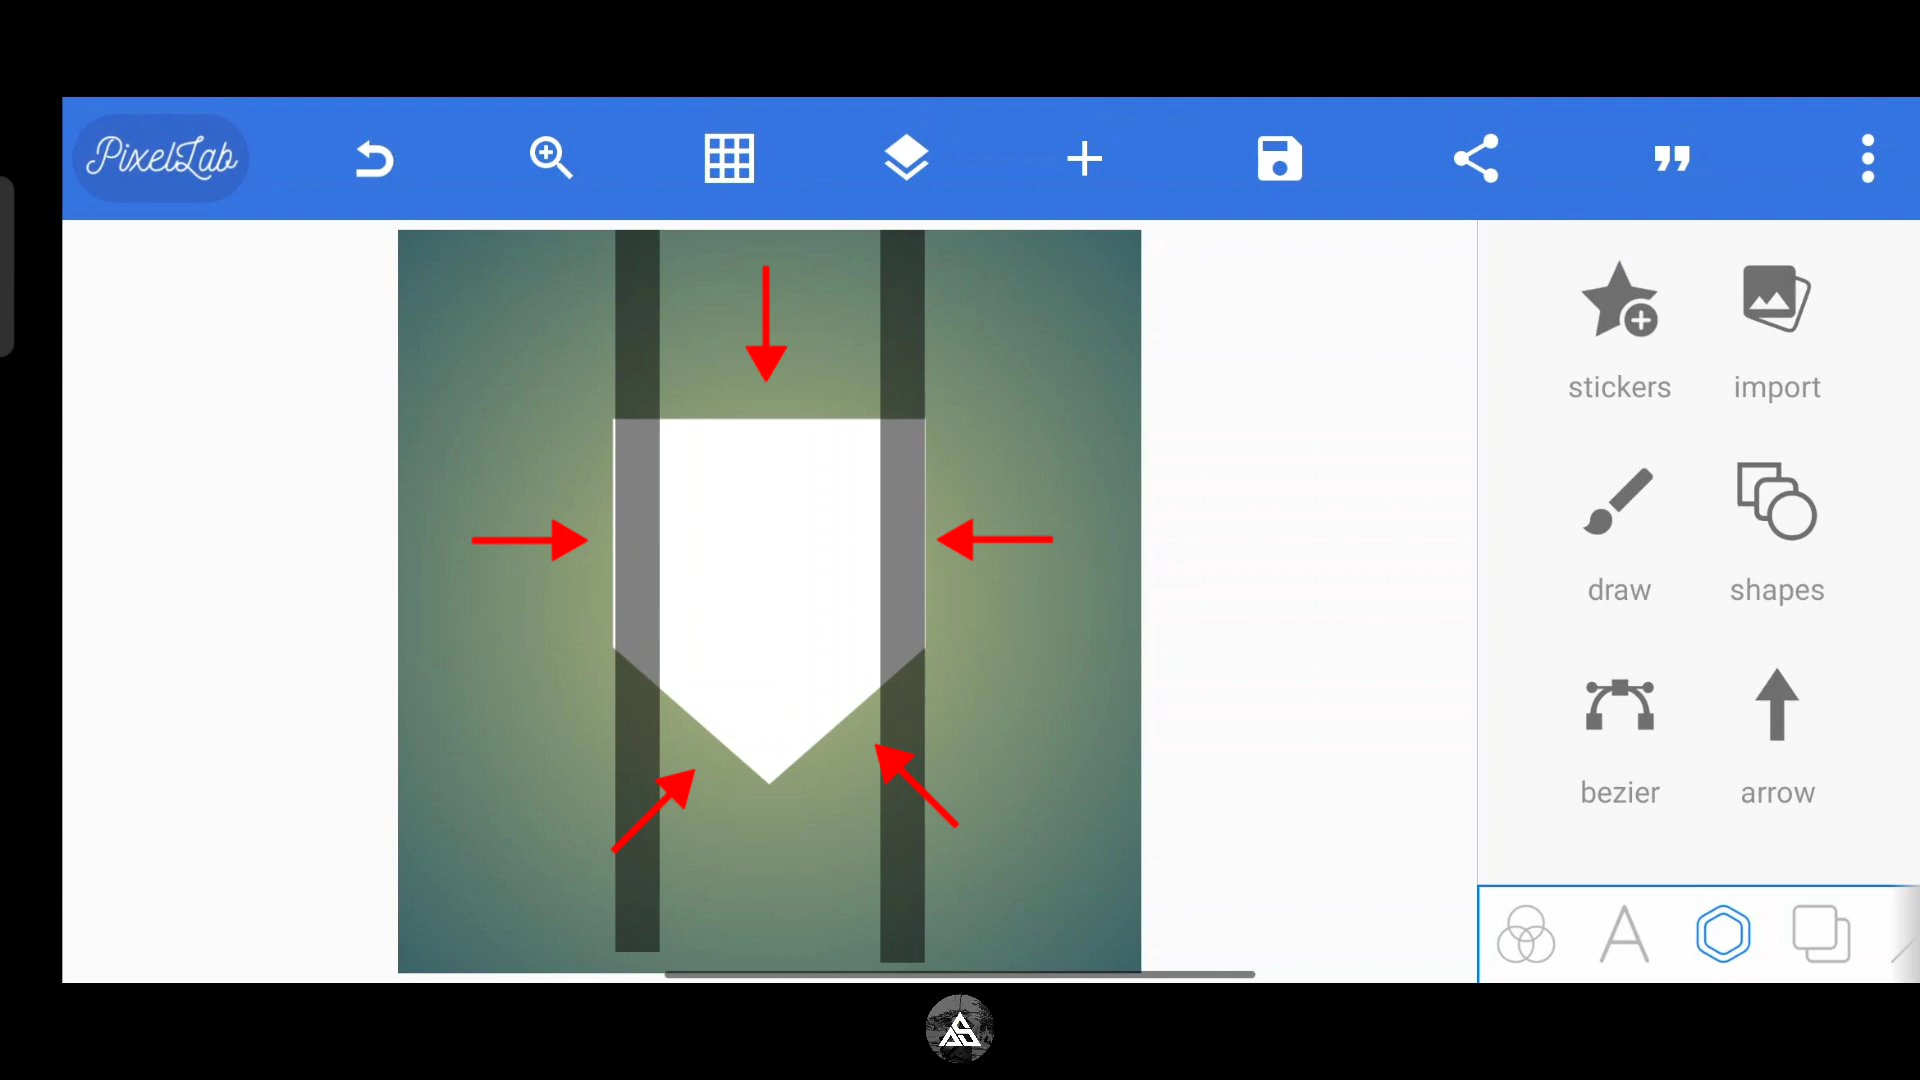 PixelLab
stickers
import
draw
shapes
bezier
arrow